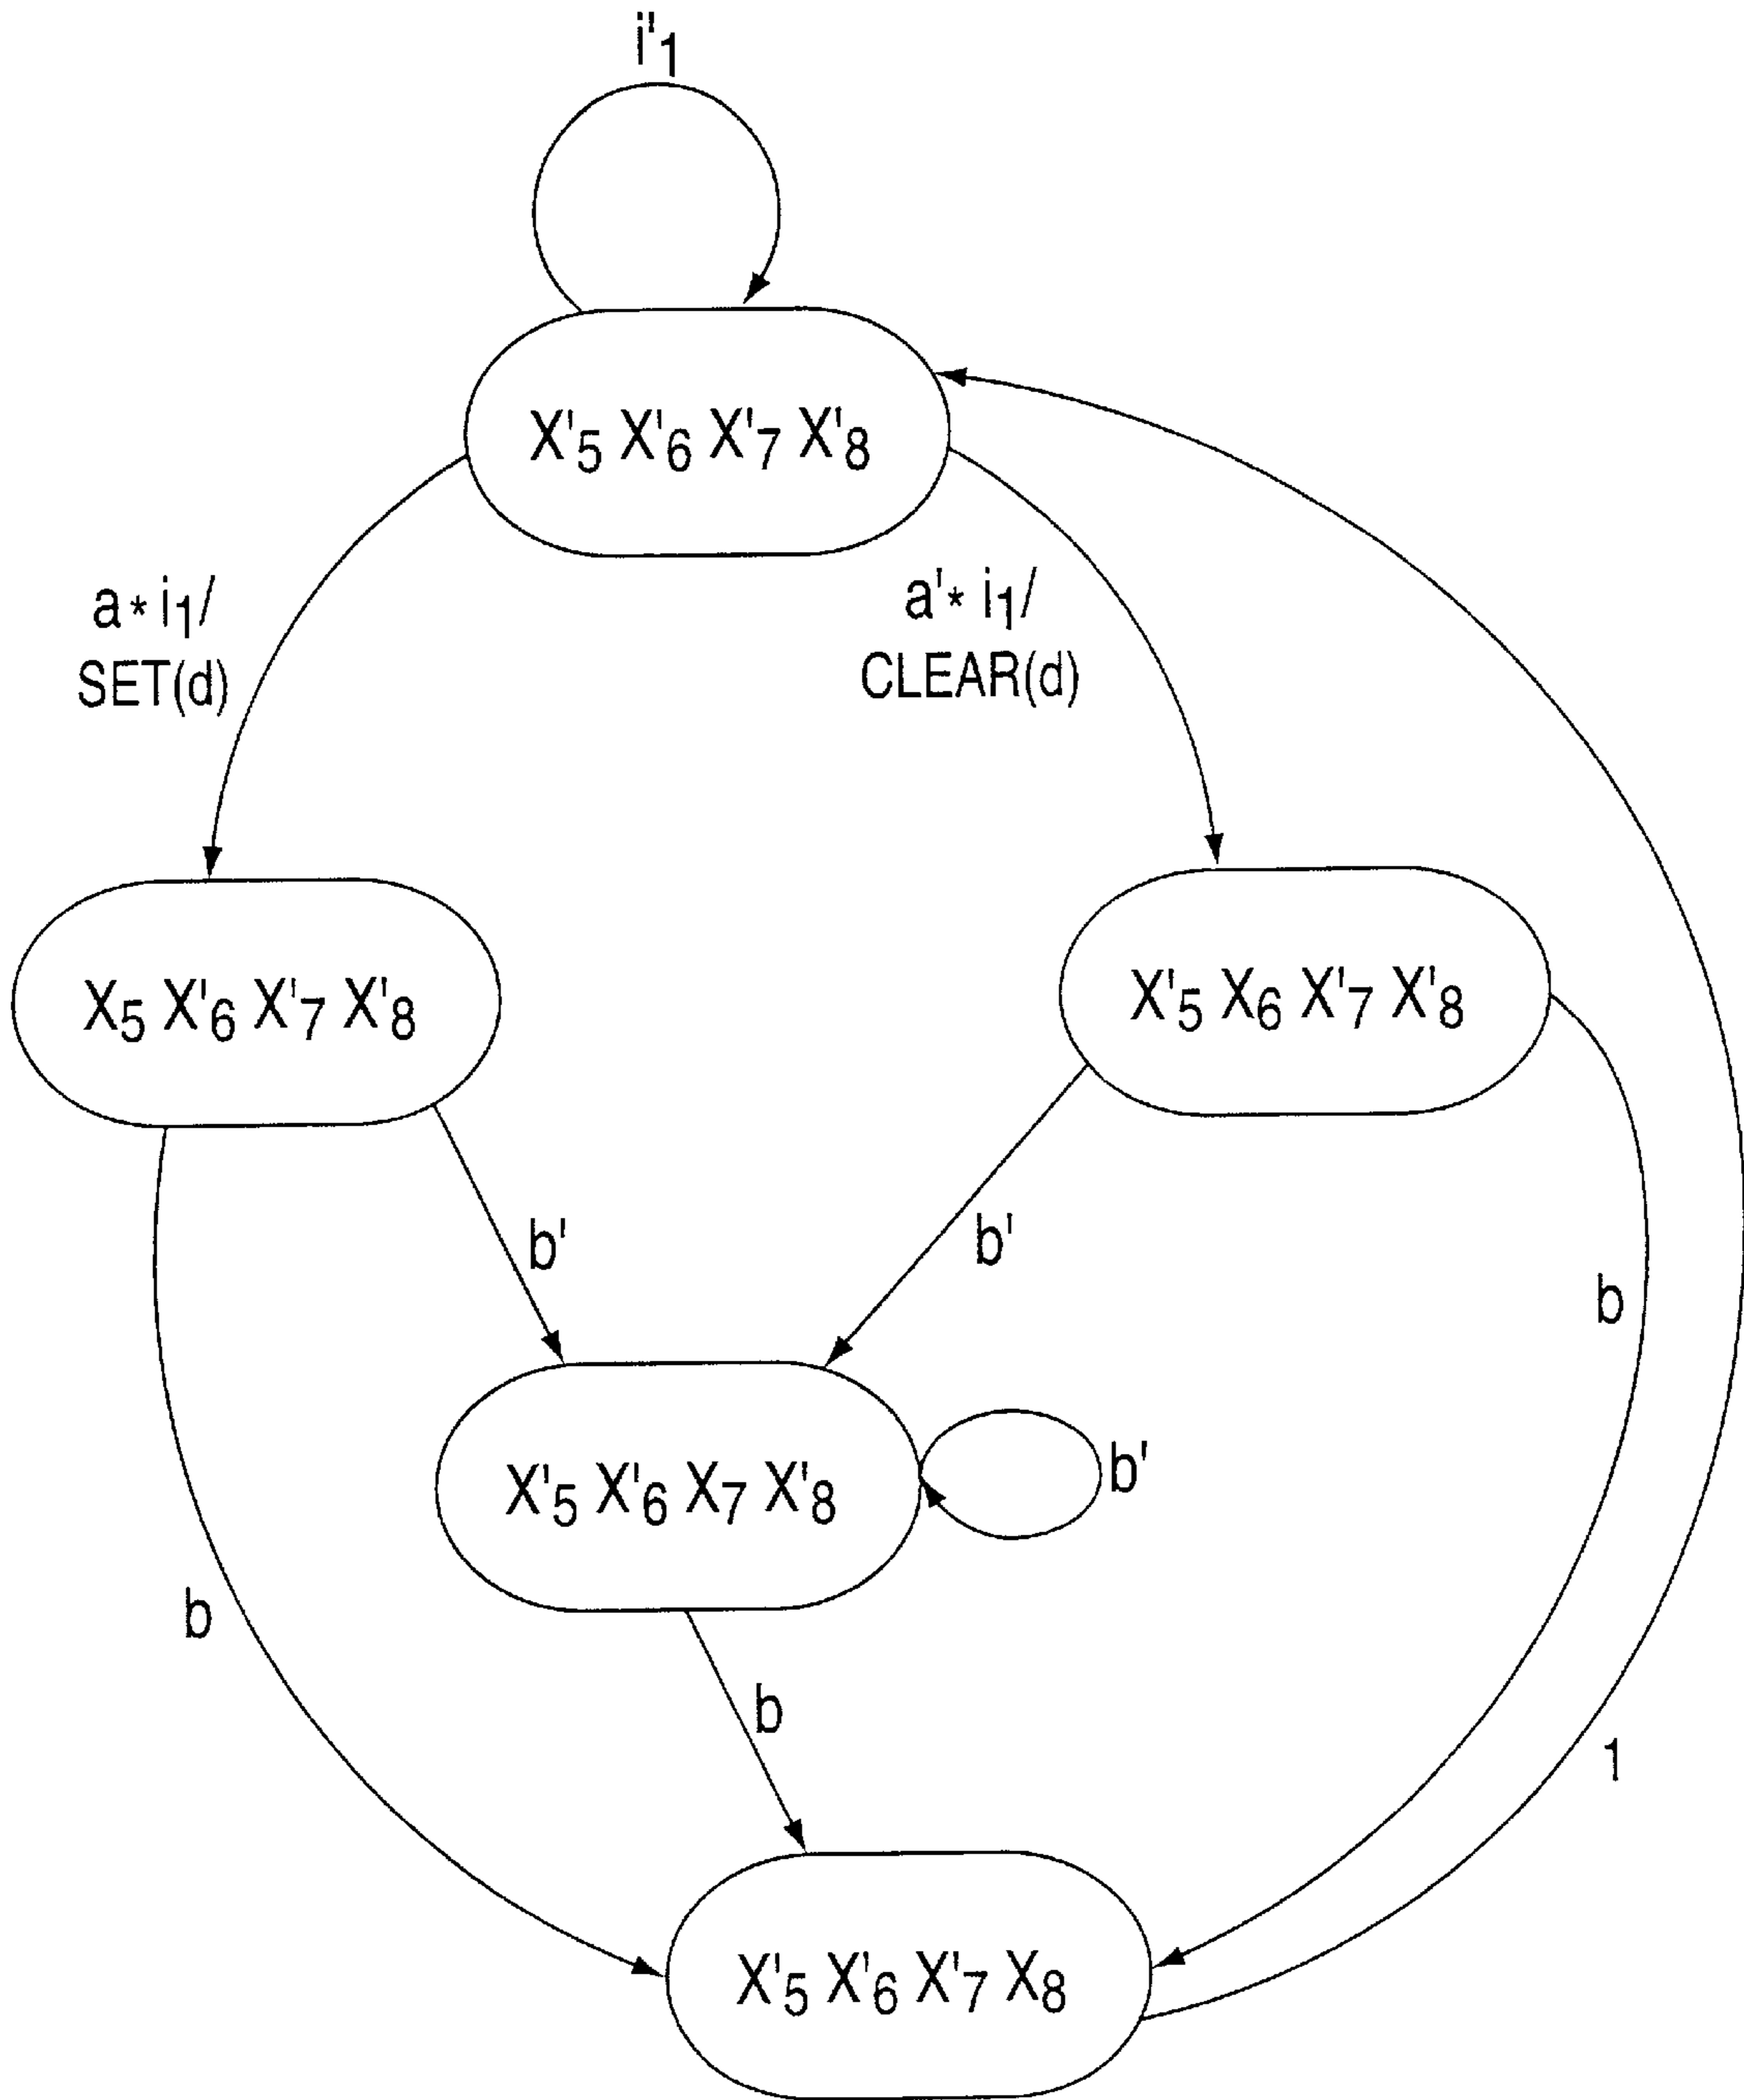 i'₁
X'₅ X'₆ X'₇ X'₈
a * i₁/
SET(d)
a' * i₁/
CLEAR(d)
X₅ X'₆ X'₇ X'₈
X'₅ X₆ X'₇ X'₈
b'
b'
b
X'₅ X'₆ X₇ X'₈
b'
b
b
1
X'₅ X'₆ X'₇ X₈